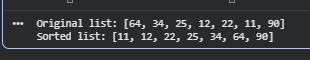 Original list: [64, 34, 25, 12, 22, 11, 90]
Sorted list: [11, 12, 22, 25, 34, 64, 90]